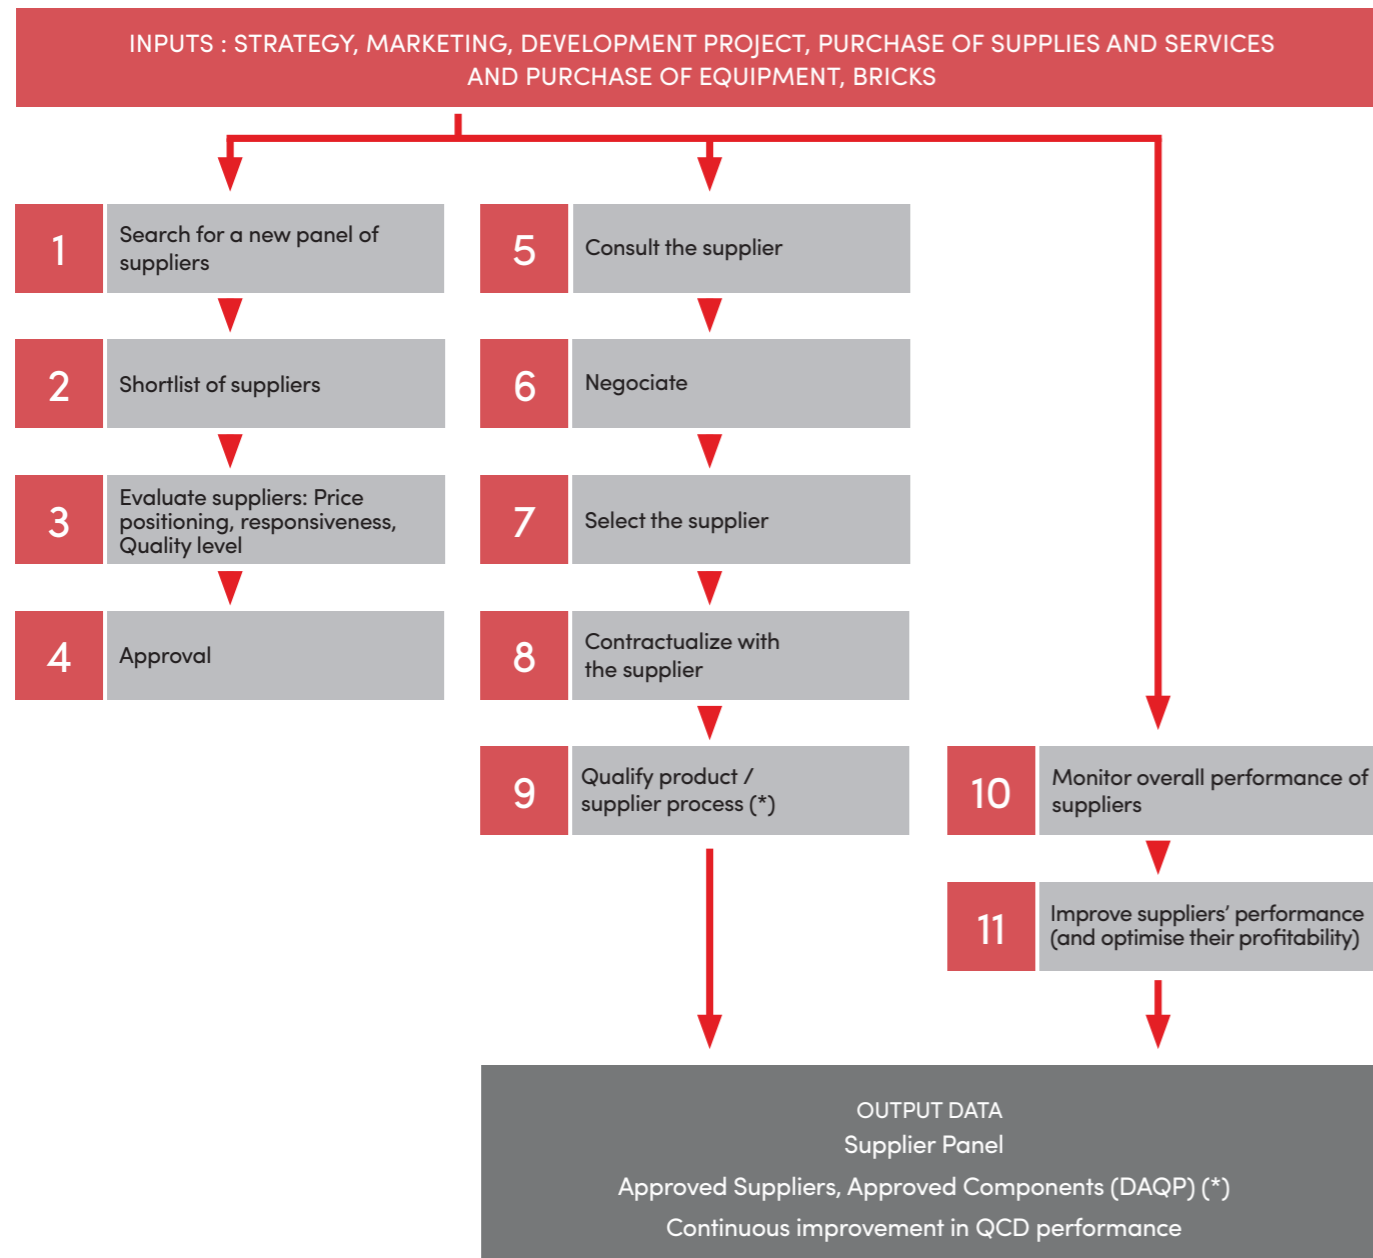 INPUTS : STRATEGY, MARKETING, DEVELOPMENT PROJECT, PURCHASE OF SUPPLIES AND SERVICES
AND PURCHASE OF EQUIPMENT, BRICKS
1
Search for a new panel of
suppliers
2
Shortlist of suppliers
3
Evaluate suppliers: Price
positioning, responsiveness,
Quality level
4
Approval
5
Consult the supplier
6
Negociate
7
Select the supplier
8
Contractualize with
the supplier
9
Qualify product /
supplier process (*)
10
Monitor overall performance of
suppliers
11
Improve suppliers’ performance
(and optimise their profitability)
OUTPUT DATA
Supplier Panel
Approved Suppliers, Approved Components (DAQP) (*)
Continuous improvement in QCD performance